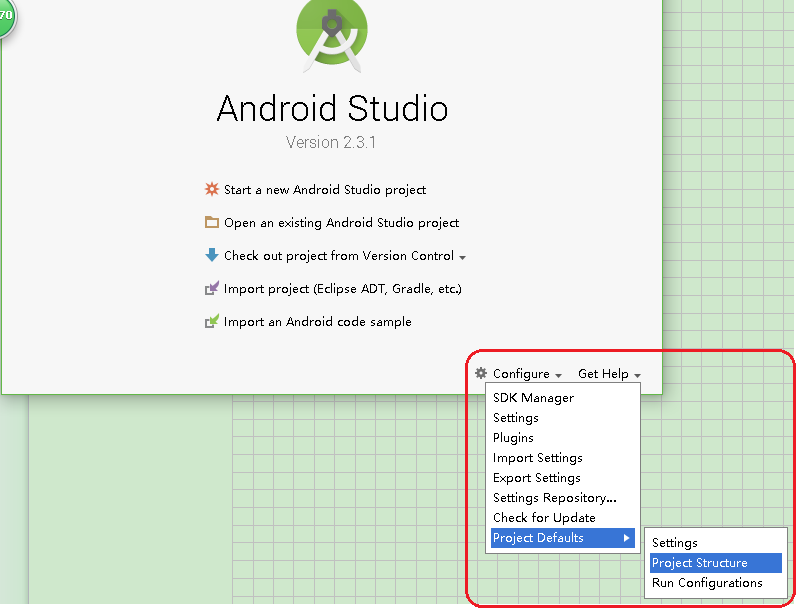 70
Android Studio
Version 2.3.1
Start a new Android Studio project
Open an existing Android Studio project
Check out project from Version Control
Import project (Eclipse ADT, Gradle, etc.)
Import an Android code sample
Configure Get Help
SDK Manager
Settings
Plugins
Import Settings
Export Settings
Settings Repository...
Check for Update
Project Defaults
Settings
Project Structure
Run Configurations